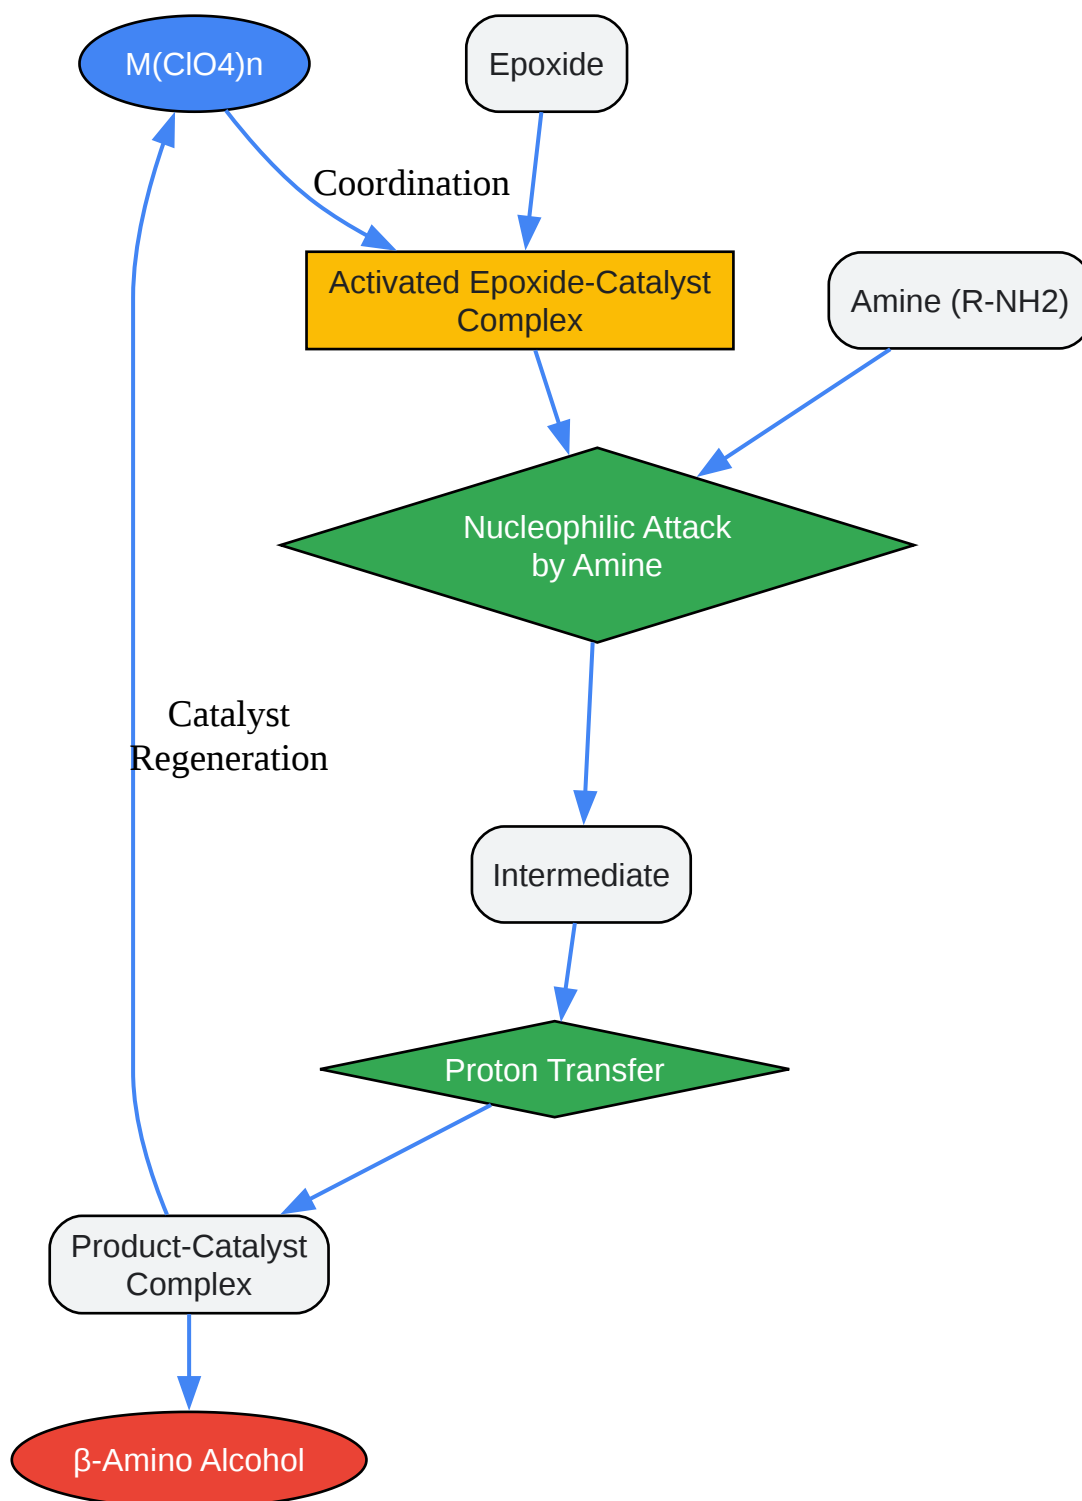 M(ClO4)n
Epoxide
Coordination
Activated Epoxide-Catalyst
Complex
Amine (R-NH2)
Nucleophilic Attack
by Amine
Catalyst
Regeneration
Intermediate
Proton Transfer
Product-Catalyst
Complex
β-Amino Alcohol